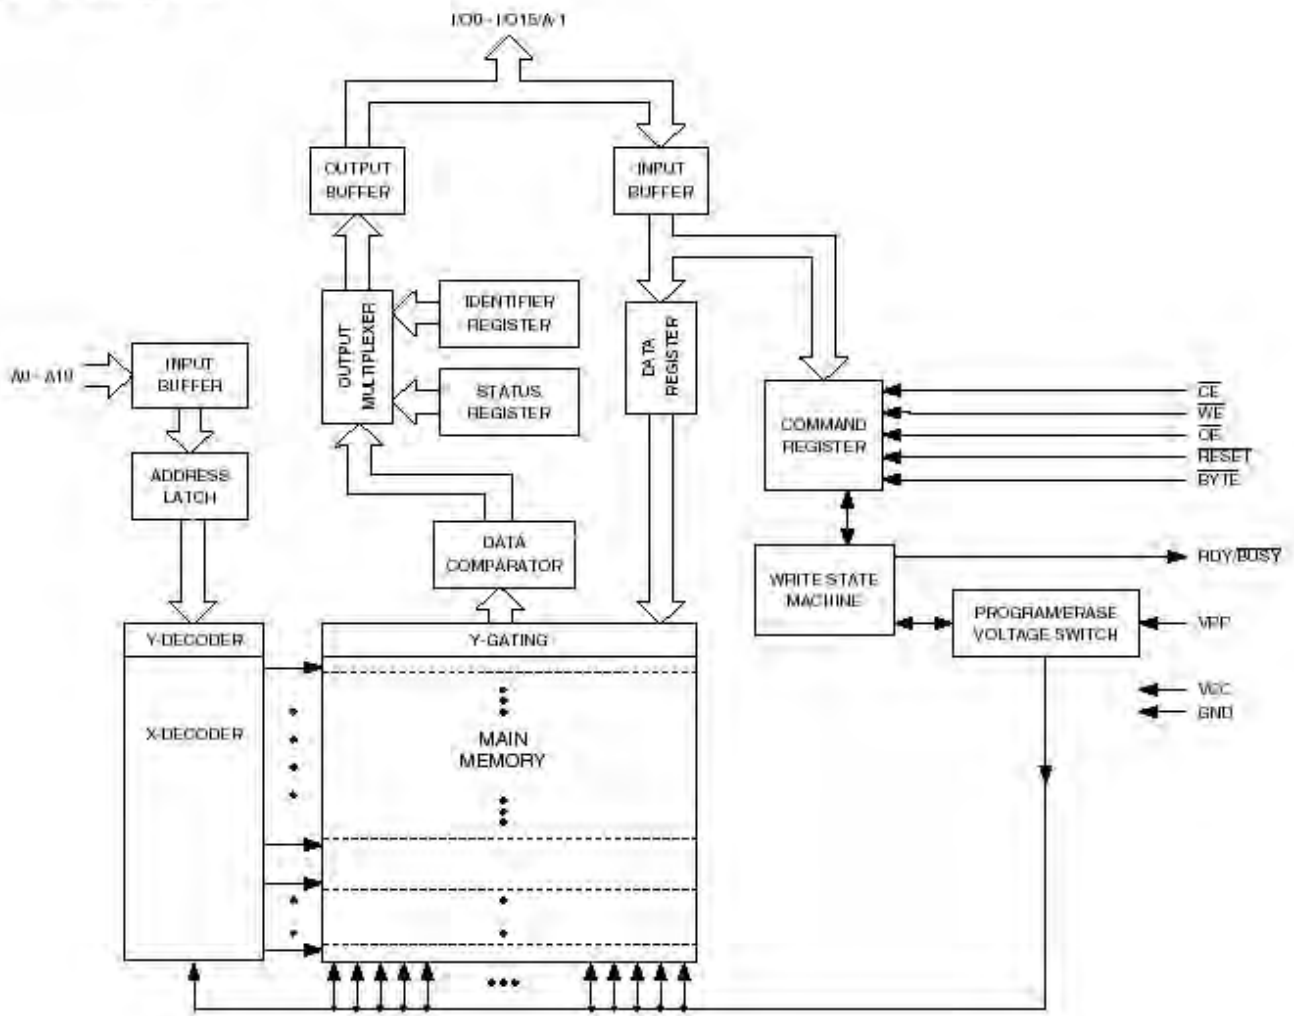 I/O0 - I/O15/A-1
OUTPUT
BUFFER
INPUT
BUFFER
IDENTIFIER
REGISTER
OUTPUT
MULTIPLEXER
DATA
REGISTER
STATUS
REGISTER
INPUT
BUFFER
ADDRESS
LATCH
COMMAND
REGISTER
CE
WE
OE
RESET
BYTE
DATA
COMPARATOR
WRITE STATE
MACHINE
RDY/BUSY
PROGRAM/ERASE
VOLTAGE SWITCH
VPP
VCC
GND
Y-DECODER
Y-GATING
X-DECODER
MAIN
MEMORY